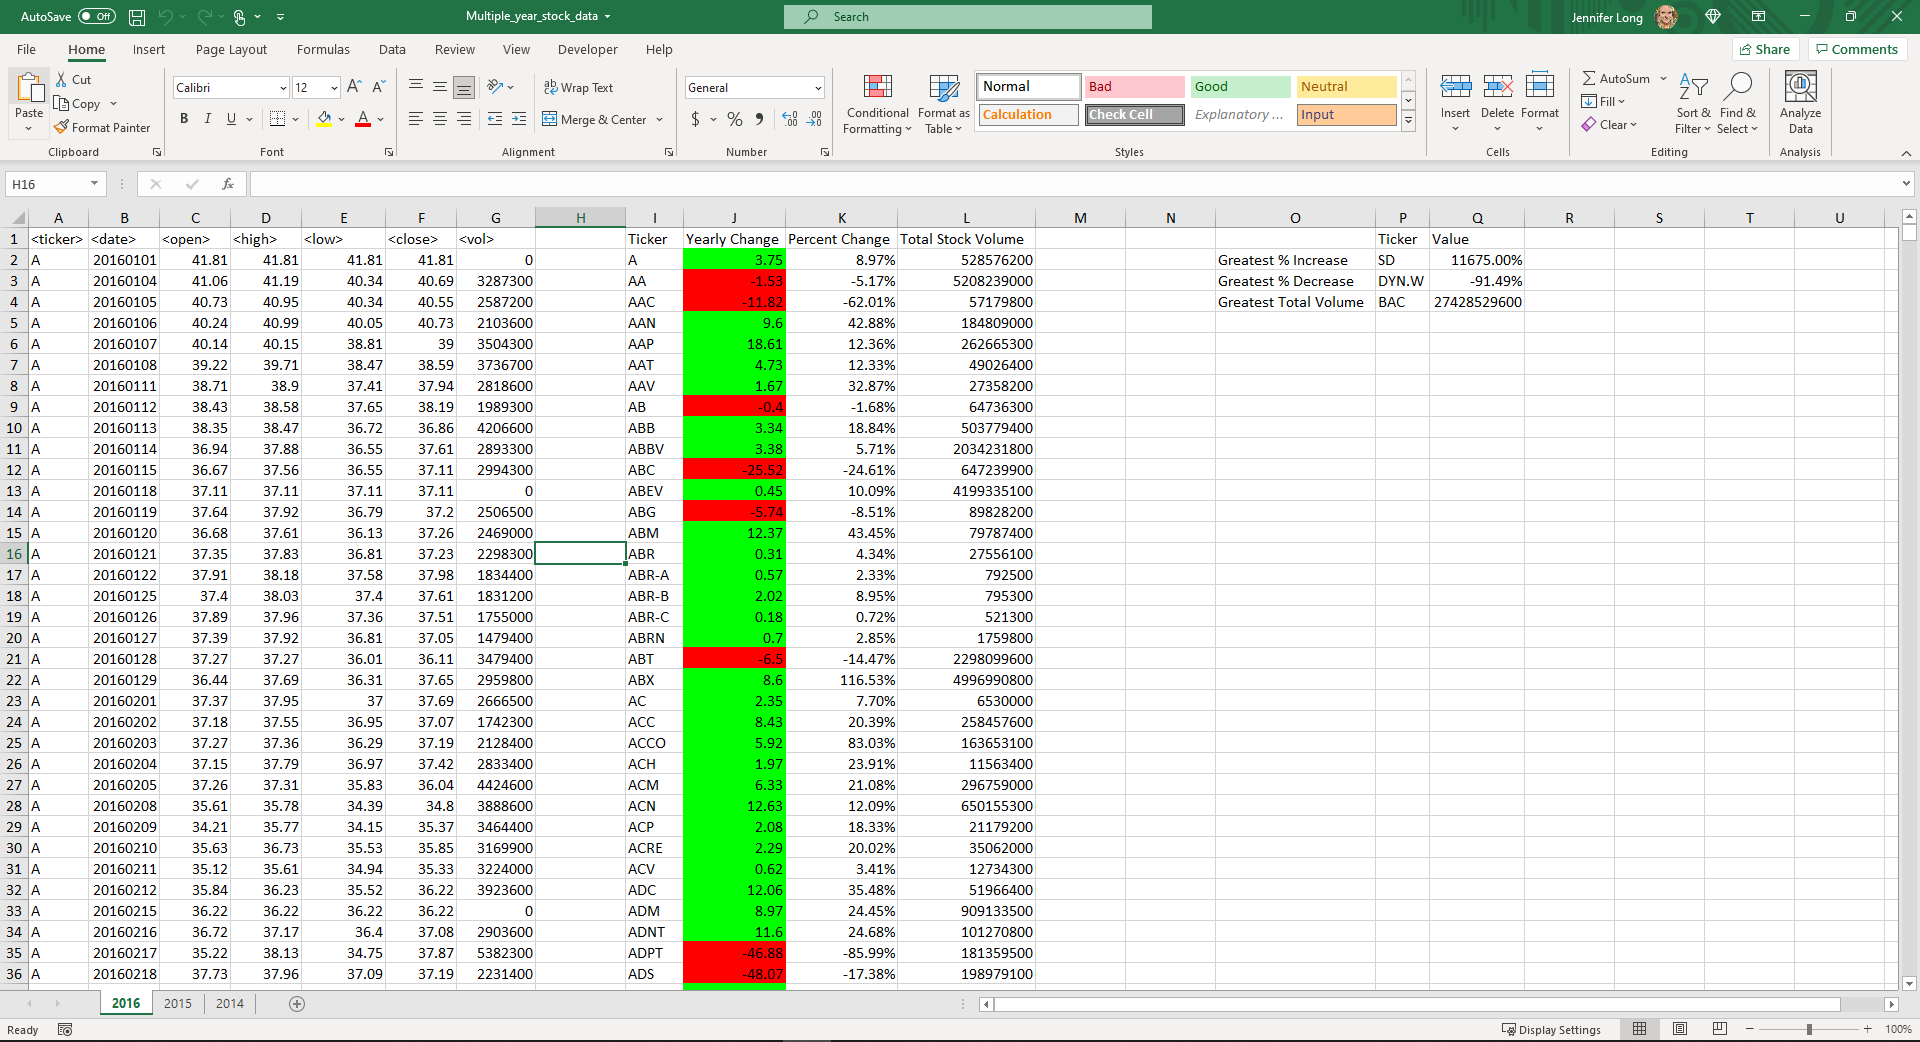 AutoSave Off Multiple_year_stock_data Search Jennifer Long
File Home Insert Page Layout Formulas Data Review View Developer Help Share Comments
Paste Cut Copy Format Painter
Calibri 12
B I U A A A
Wrap Text
Merge & Center
General
$ % 9
Conditional Formatting
Format as Table
Normal Bad Good Neutral
Calculation Check Cell Explanatory ... Input
Insert Delete Format
AutoSum
Fill
Clear
Sort & Filter
Find & Select
Analyze Data
Clipboard Font Alignment Number Styles Cells Editing Analysis
H16 fx
A B C D E F G H I J K L M N O P Q R S T U
1 <ticker> <date> <open> <high> <low> <close> <vol> Ticker Yearly Change Percent Change Total Stock Volume Ticker Value
2 A 20160101 41.81 41.81 41.81 41.81 0 A 3.75 8.97% 528576200 Greatest % Increase SD 11675.00%
3 A 20160104 41.06 41.19 40.34 40.69 3287300 AA -1.53 -5.17% 5208239000 Greatest % Decrease DYN.W -91.49%
4 A 20160105 40.73 40.95 40.34 40.55 2587200 AAC -11.82 -62.01% 57179800 Greatest Total Volume BAC 27428529600
5 A 20160106 40.24 40.99 40.05 40.73 2103600 AAN 9.6 42.88% 184809000
6 A 20160107 40.14 40.15 38.81 39 3504300 AAP 18.61 12.36% 262665300
7 A 20160108 39.22 39.71 38.47 38.59 3736700 AAT 4.73 12.33% 49026400
8 A 20160111 38.71 38.9 37.41 37.94 2818600 AAV 1.67 32.87% 27358200
9 A 20160112 38.43 38.58 37.65 38.19 1989300 AB -0.4 -1.68% 64736300
10 A 20160113 38.35 38.47 36.72 36.86 4206600 ABB 3.34 18.84% 503779400
11 A 20160114 36.94 37.88 36.55 37.61 2893300 ABBV 3.38 5.71% 2034231800
12 A 20160115 36.67 37.56 36.55 37.11 2994300 ABC -25.52 -24.61% 647239900
13 A 20160118 37.11 37.11 37.11 37.11 0 ABEV 0.45 10.09% 4199335100
14 A 20160119 37.64 37.92 36.79 37.2 2506500 ABG -5.74 -8.51% 89828200
15 A 20160120 36.68 37.61 36.13 37.26 2469000 ABM 12.37 43.45% 79787400
16 A 20160121 37.35 37.83 36.81 37.23 2298300 ABR 0.31 4.34% 27556100
17 A 20160122 37.91 38.18 37.58 37.98 1834400 ABR-A 0.57 2.33% 792500
18 A 20160125 37.4 38.03 37.4 37.61 1831200 ABR-B 2.02 8.95% 795300
19 A 20160126 37.89 37.96 37.36 37.51 1755000 ABR-C 0.18 0.72% 521300
20 A 20160127 37.39 37.92 36.81 37.05 1479400 ABRN 0.7 2.85% 1759800
21 A 20160128 37.27 37.27 36.01 36.11 3479400 ABT -6.5 -14.47% 2298099600
22 A 20160129 36.44 37.69 36.31 37.65 2959800 ABX 8.6 116.53% 4996990800
23 A 20160201 37.37 37.95 37 37.69 2666500 AC 2.35 7.70% 6530000
24 A 20160202 37.18 37.55 36.95 37.07 1742300 ACC 8.43 20.39% 258457600
25 A 20160203 37.27 37.36 36.29 37.19 2128400 ACCO 5.92 83.03% 163653100
26 A 20160204 37.15 37.79 36.97 37.42 2833400 ACH 1.97 23.91% 11563400
27 A 20160205 37.26 37.31 35.83 36.04 4424600 ACM 6.33 21.08% 296759000
28 A 20160208 35.61 35.78 34.39 34.8 3888600 ACN 12.63 12.09% 650155300
29 A 20160209 34.21 35.77 34.15 35.37 3464400 ACP 2.08 18.33% 21179200
30 A 20160210 35.63 36.73 35.53 35.85 3169900 ACRE 2.29 20.02% 35062000
31 A 20160211 35.12 35.61 34.94 35.33 3224000 ACV 0.62 3.41% 12734300
32 A 20160212 35.84 36.23 35.52 36.22 3923600 ADC 12.06 35.48% 51966400
33 A 20160215 36.22 36.22 36.22 36.22 0 ADM 8.97 24.45% 909133500
34 A 20160216 36.72 37.17 36.4 37.08 2903600 ADNT 11.6 24.68% 101270800
35 A 20160217 35.22 38.13 34.75 37.87 5382300 ADPT -46.88 -85.99% 181359500
36 A 20160218 37.73 37.96 37.09 37.19 2231400 ADS -48.07 -17.38% 198979100
2016 2015 2014
Ready Display Settings 100%